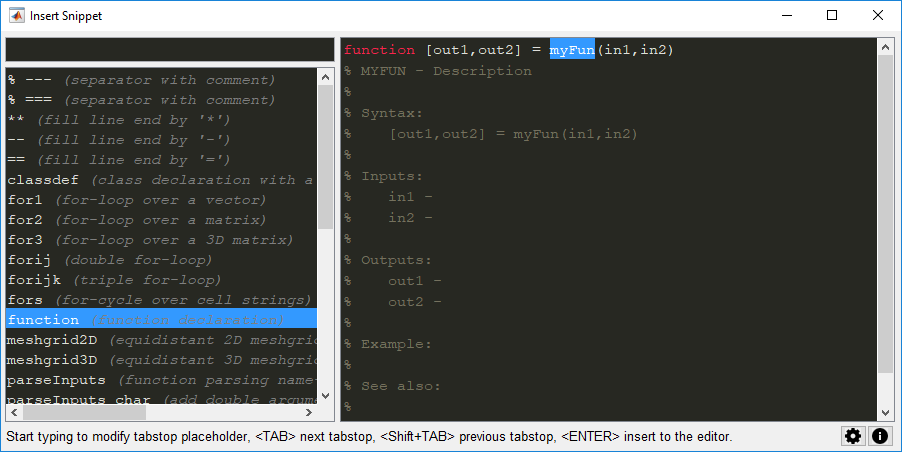 Insert Snippet
% --- (separator with comment)
% === (separator with comment)
** (fill line end by '*')
-- (fill line end by '-')
== (fill line end by '=')
classdef (class declaration with a
for1 (for-loop over a vector)
for2 (for-loop over a matrix)
for3 (for-loop over a 3D matrix)
forij (double for-loop)
forijk (triple for-loop)
fors (for-cycle over cell strings)
function (function declaration)
meshgrid2D (equidistant 2D meshgrid
meshgrid3D (equidistant 3D meshgrid
parseInputs (function parsing name-
parseInputs char (add double argume
function [out1,out2] = myFun(in1,in2)
% MYFUN - Description
%
% Syntax:
%    [out1,out2] = myFun(in1,in2)
%
% Inputs:
%    in1 -
%    in2 -
%
% Outputs:
%    out1 -
%    out2 -
%
% Example:
%
% See also:
%
Start typing to modify tabstop placeholder, <TAB> next tabstop, <Shift+TAB> previous tabstop, <ENTER> insert to the editor.